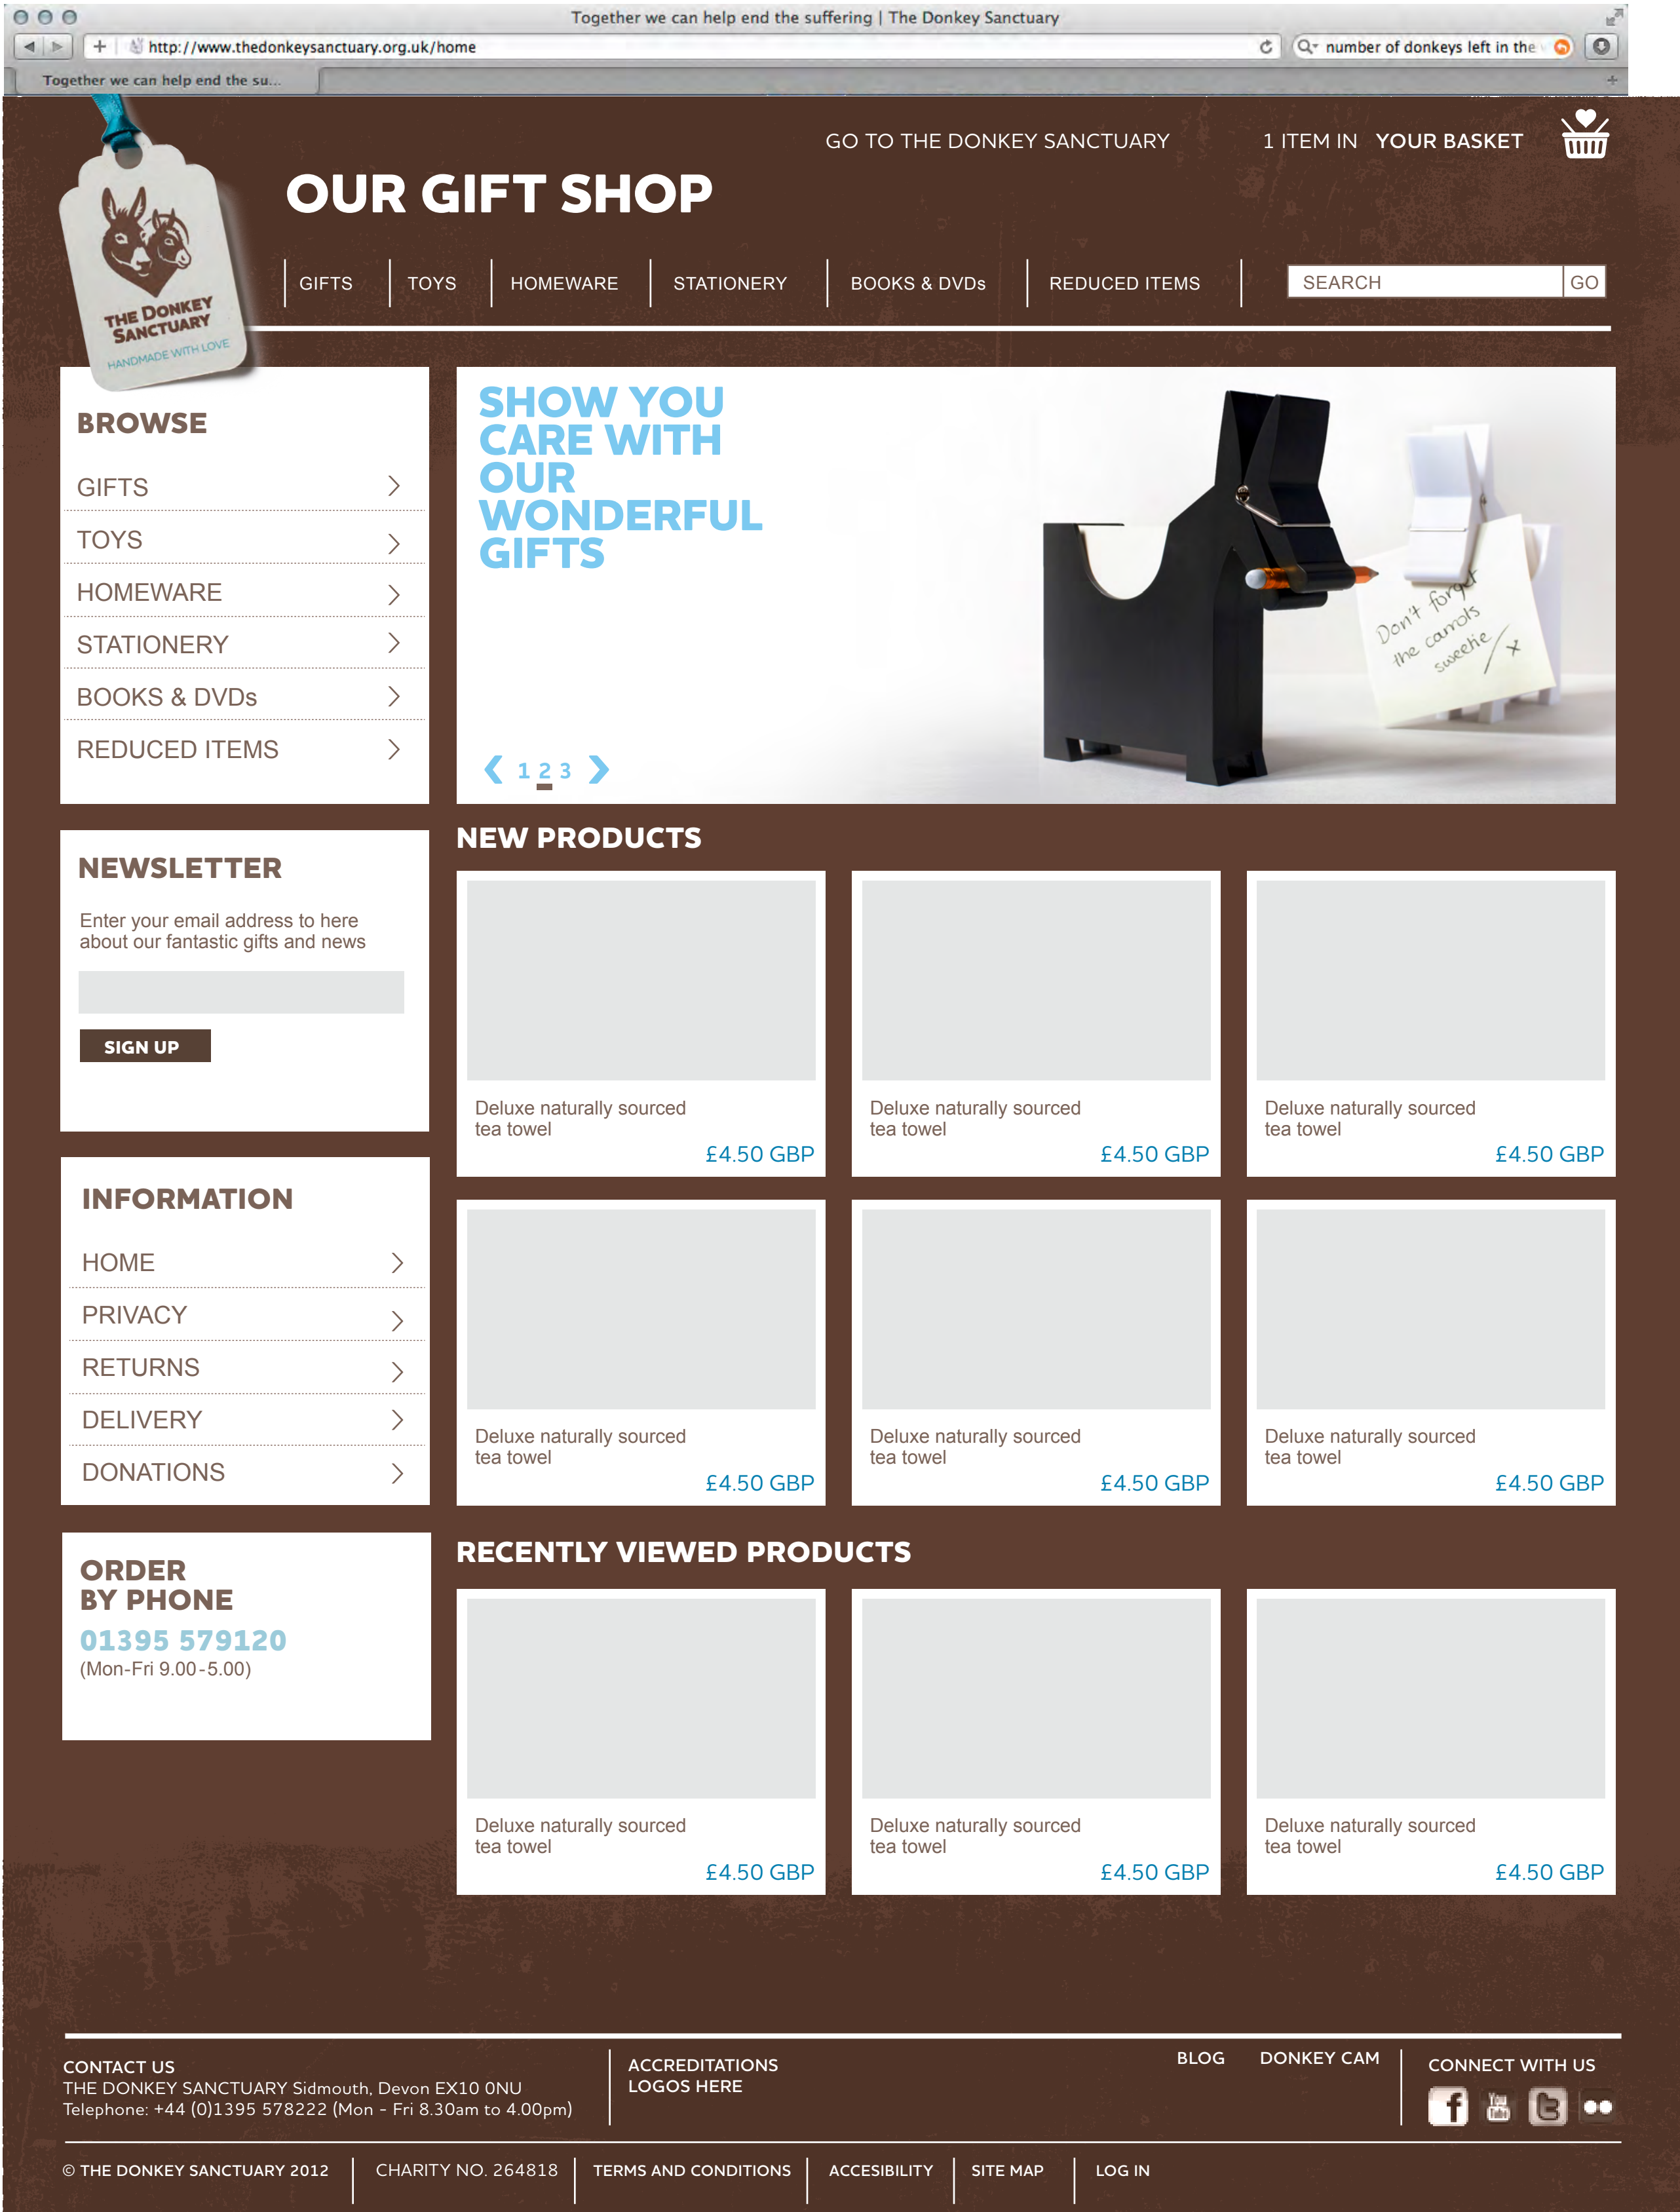 Together we can help end the suffering | The Donkey Sanctuary
http://www.thedonkeysanctuary.org.uk/home
number of donkeys left in the
Together we can help end the su...
GO TO THE DONKEY SANCTUARY
1 ITEM IN YOUR BASKET
OUR GIFT SHOP
THE DONKEY
SANCTUARY
HANDMADE WITH LOVE
GIFTS
TOYS
HOMEWARE
STATIONERY
BOOKS & DVDs
REDUCED ITEMS
SEARCH
GO
BROWSE
GIFTS
TOYS
HOMEWARE
STATIONERY
BOOKS & DVDs
REDUCED ITEMS
SHOW YOU
CARE WITH
OUR
WONDERFUL
GIFTS
Don't forget
the carrots
sweetie / x
1 2 3
NEWSLETTER
Enter your email address to here
about our fantastic gifts and news
SIGN UP
INFORMATION
HOME
PRIVACY
RETURNS
DELIVERY
DONATIONS
ORDER
BY PHONE
01395 579120
(Mon-Fri 9.00-5.00)
NEW PRODUCTS
Deluxe naturally sourced
tea towel
£4.50 GBP
Deluxe naturally sourced
tea towel
£4.50 GBP
Deluxe naturally sourced
tea towel
£4.50 GBP
Deluxe naturally sourced
tea towel
£4.50 GBP
Deluxe naturally sourced
tea towel
£4.50 GBP
Deluxe naturally sourced
tea towel
£4.50 GBP
RECENTLY VIEWED PRODUCTS
Deluxe naturally sourced
tea towel
£4.50 GBP
Deluxe naturally sourced
tea towel
£4.50 GBP
Deluxe naturally sourced
tea towel
£4.50 GBP
CONTACT US
THE DONKEY SANCTUARY Sidmouth, Devon EX10 0NU
Telephone: +44 (0)1395 578222 (Mon - Fri 8.30am to 4.00pm)
ACCREDITATIONS
LOGOS HERE
BLOG
DONKEY CAM
CONNECT WITH US
f
You
Tube
t
© THE DONKEY SANCTUARY 2012
CHARITY NO. 264818
TERMS AND CONDITIONS
ACCESIBILITY
SITE MAP
LOG IN